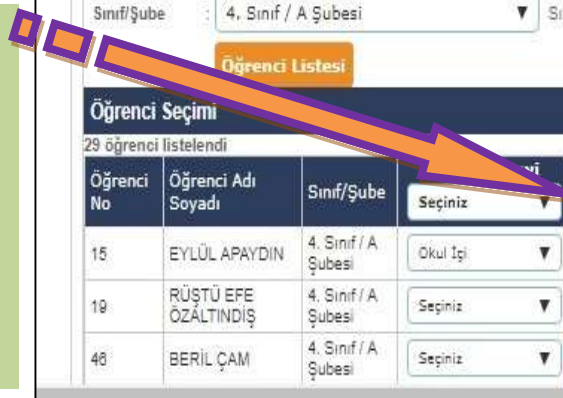 Sınıf/Şube : 4. Sınıf / A Şubesi
Öğrenci Listesi
Öğrenci Seçimi
29 öğrenci listelendi
Öğrenci No Öğrenci Adı Soyadı Sınıf/Şube Seçiniz
15 EYLÜL APAYDIN 4. Sınıf / A Şubesi Okul İçi
19 RÜŞTÜ EFE ÖZALTINDİŞ 4. Sınıf / A Şubesi Seçiniz
46 BERİL ÇAM 4. Sınıf / A Şubesi Seçiniz